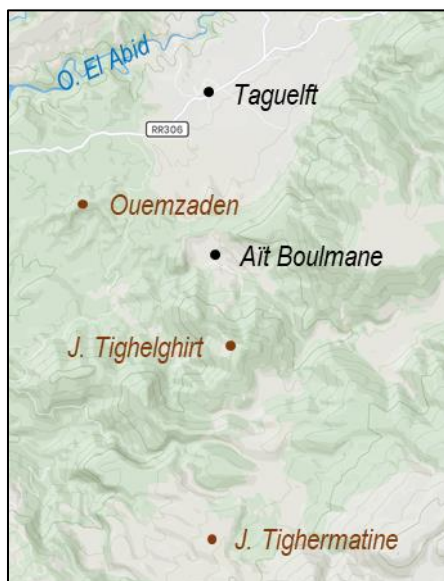 O. El Abid
Taguelft
RR306
Ouemzaden
Aït Boulmane
J. Tighelghirt
J. Tighermatine